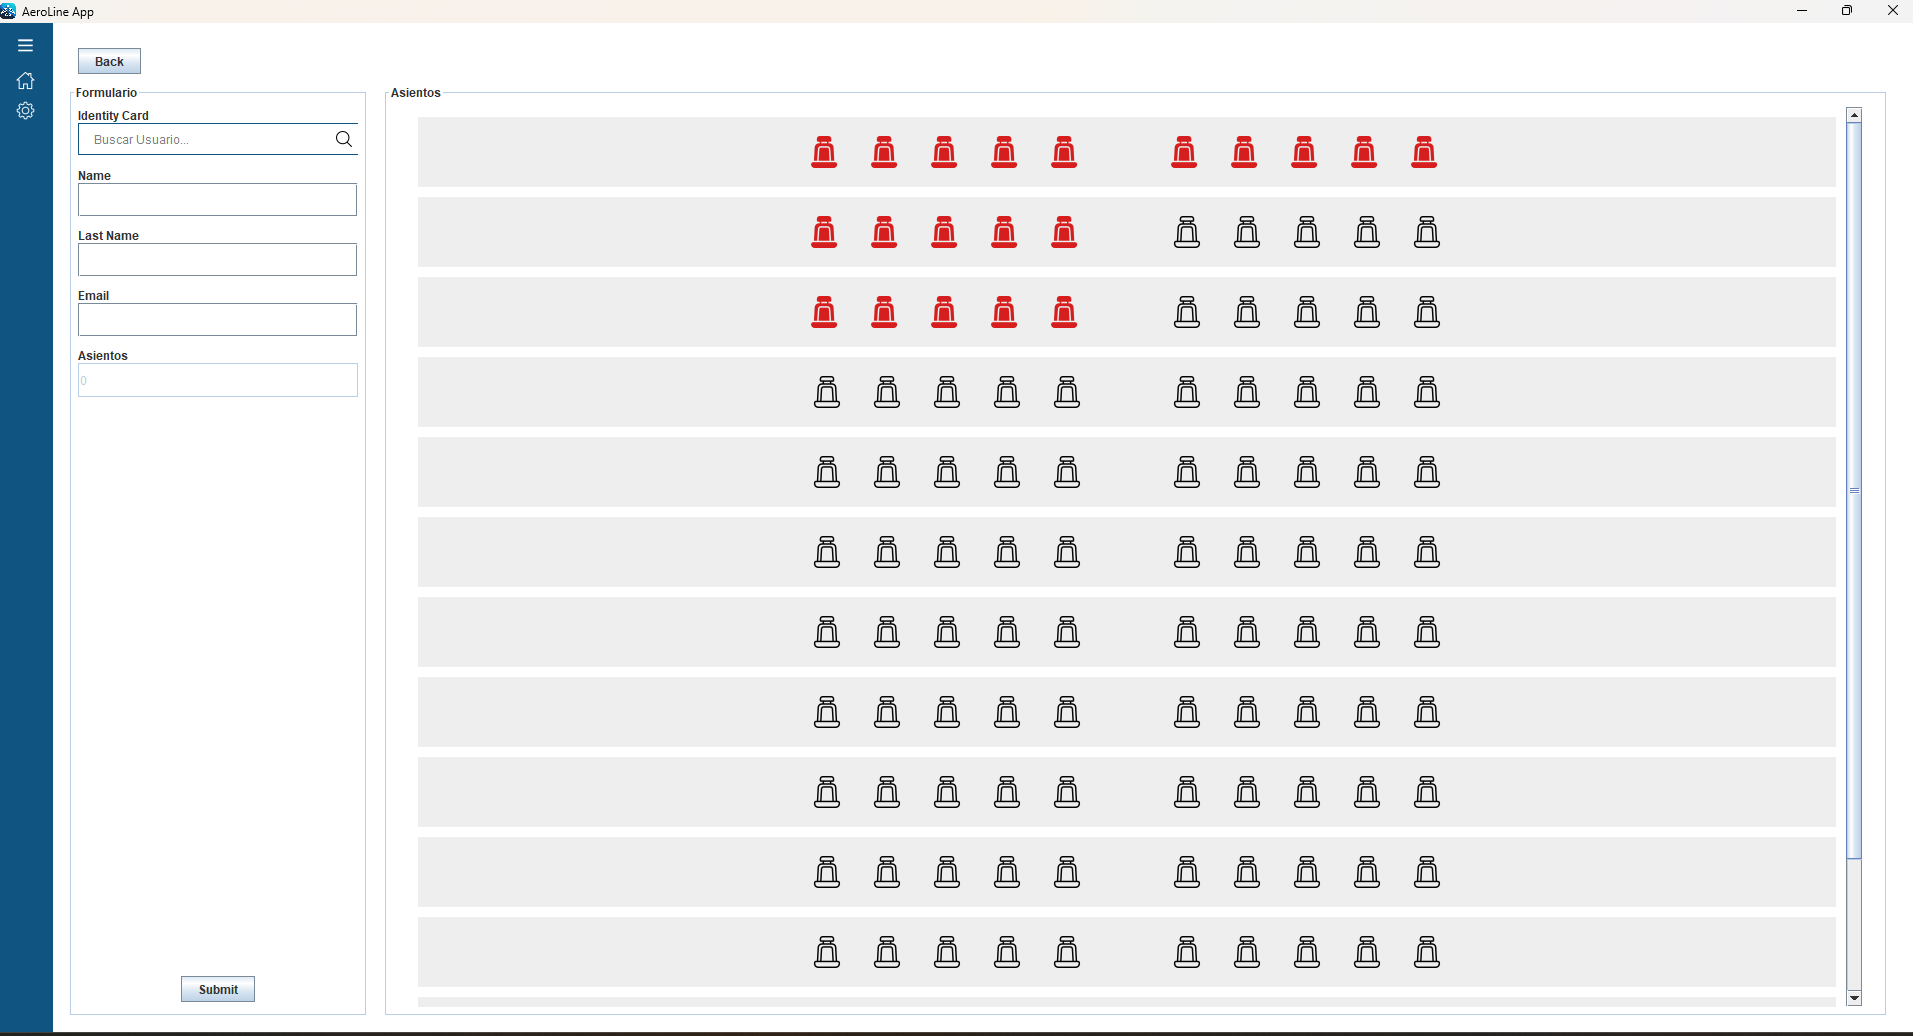 AeroLine App
Back
Formulario
Identity Card
Buscar Usuario...
Name
Last Name
Email
Asientos
0
Submit
Asientos